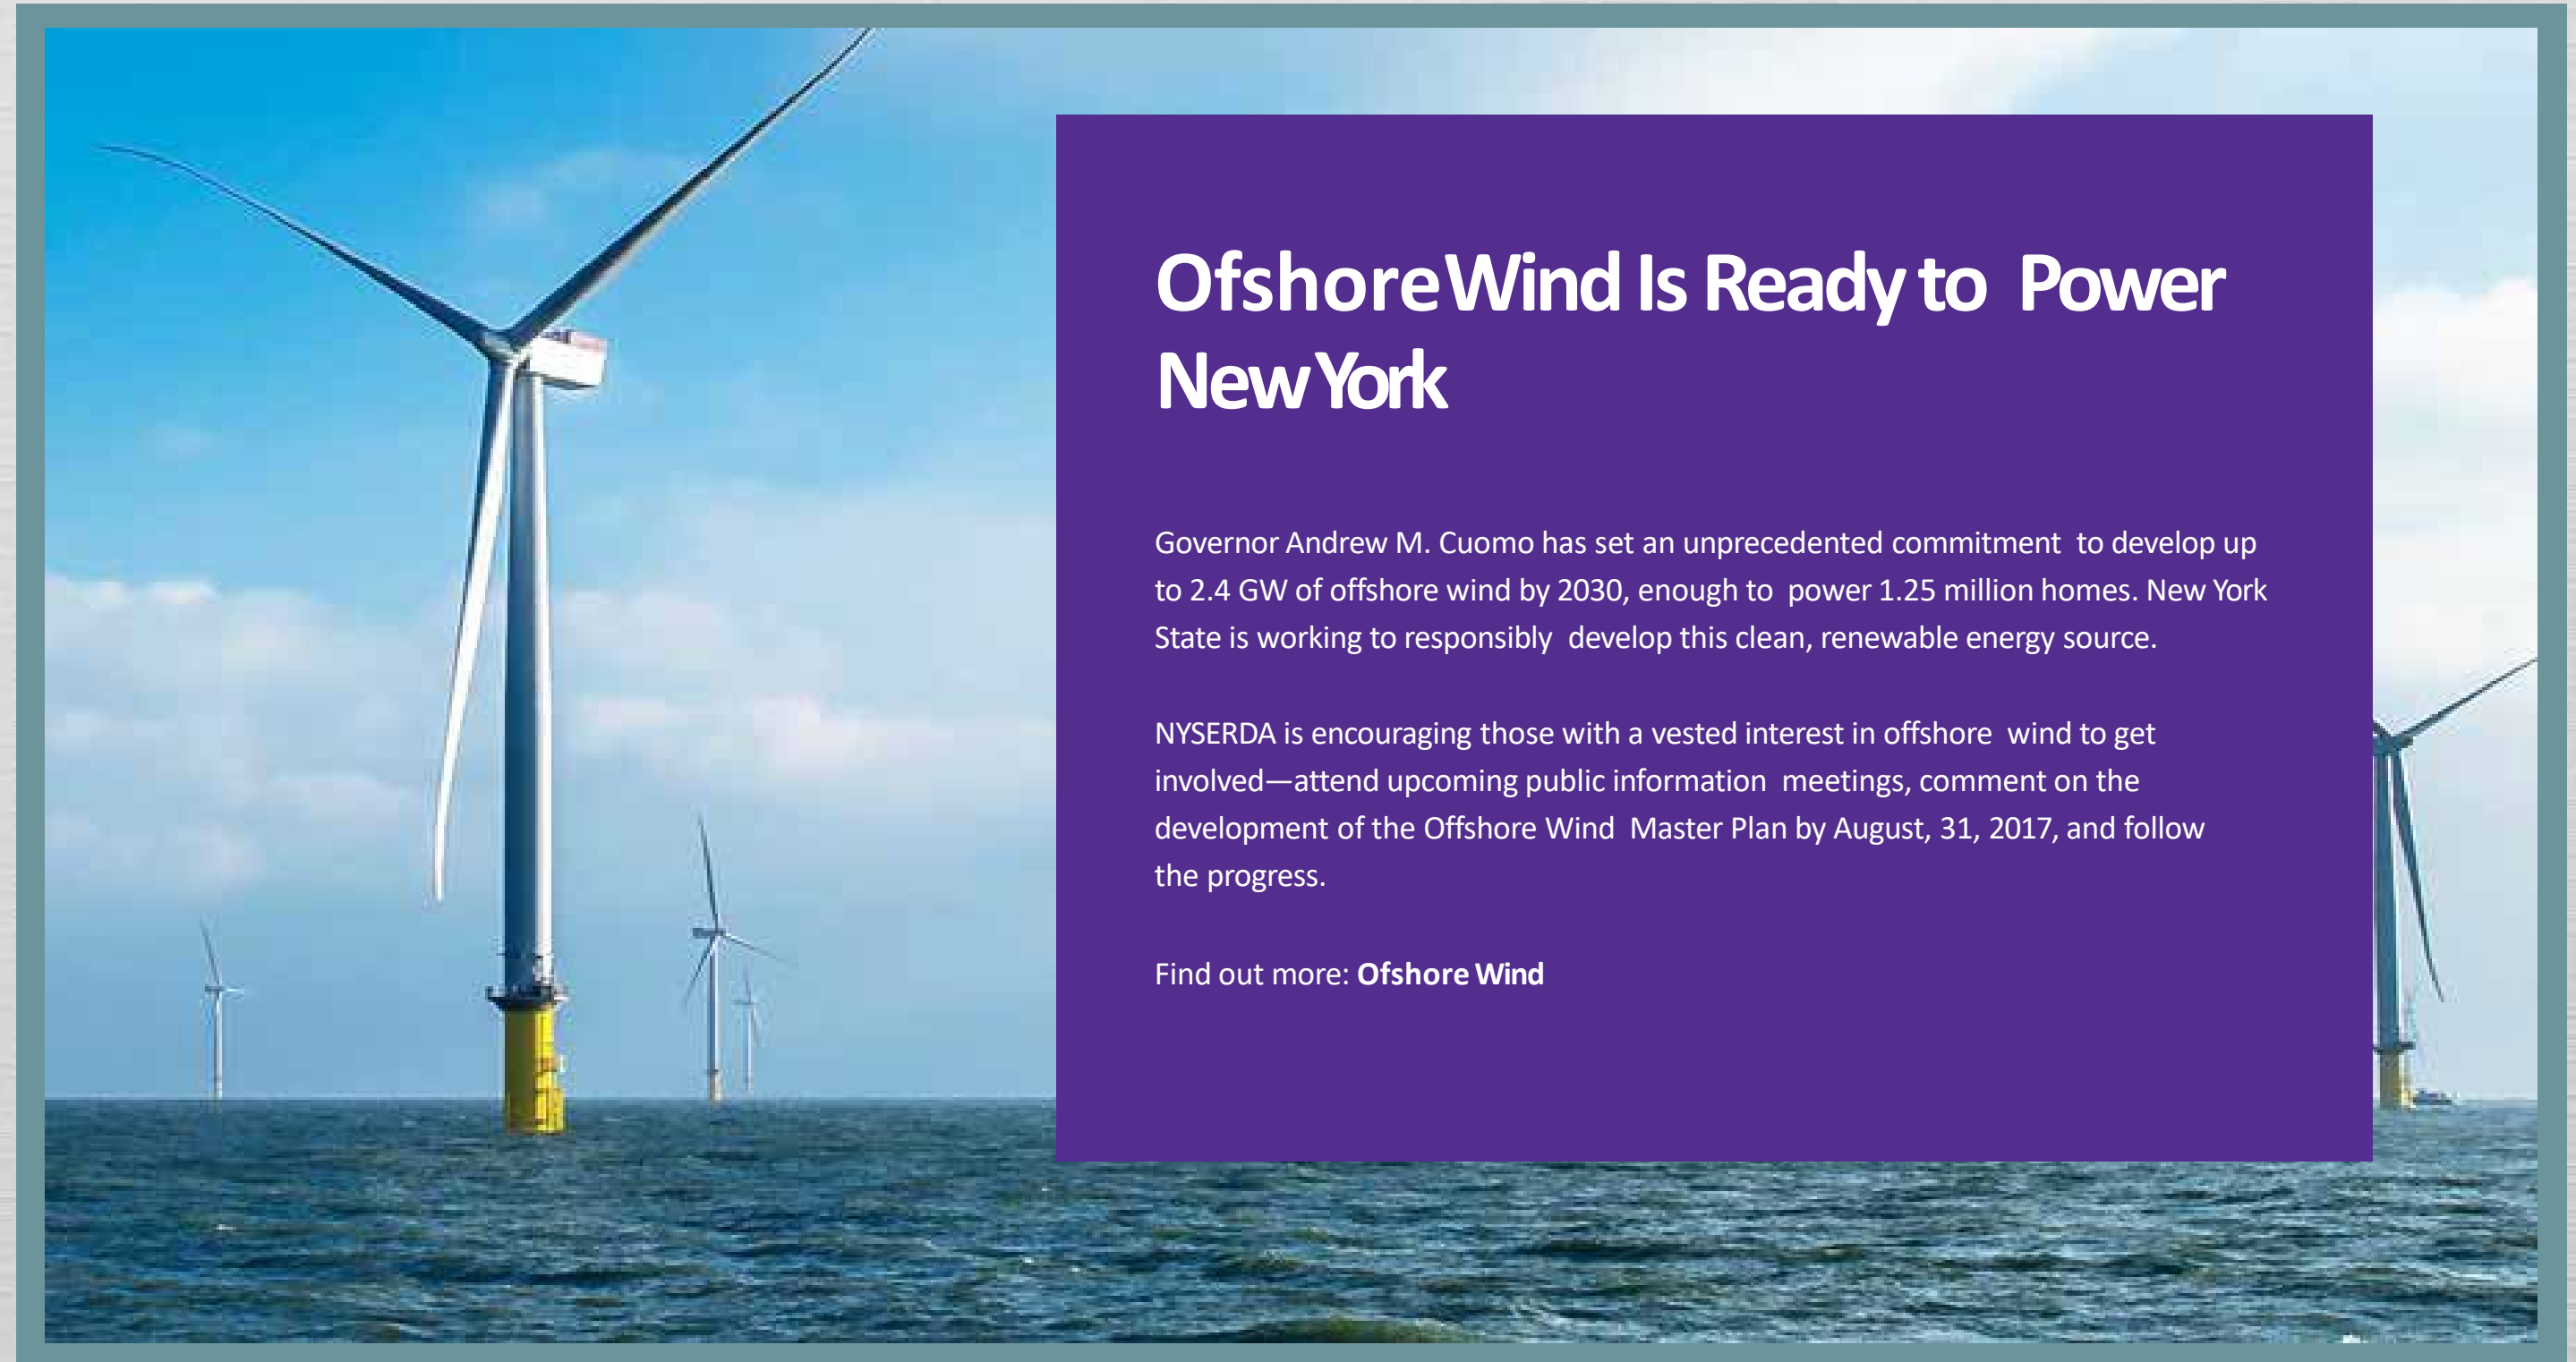 Ofshore Wind Is Ready to Power
New York
Governor Andrew M. Cuomo has set an unprecedented commitment to develop up
to 2.4 GW of offshore wind by 2030, enough to power 1.25 million homes. New York
State is working to responsibly develop this clean, renewable energy source.
NYSERDA is encouraging those with a vested interest in offshore wind to get
involved—attend upcoming public information meetings, comment on the
development of the Offshore Wind Master Plan by August, 31, 2017, and follow
the progress.
Find out more: Ofshore Wind